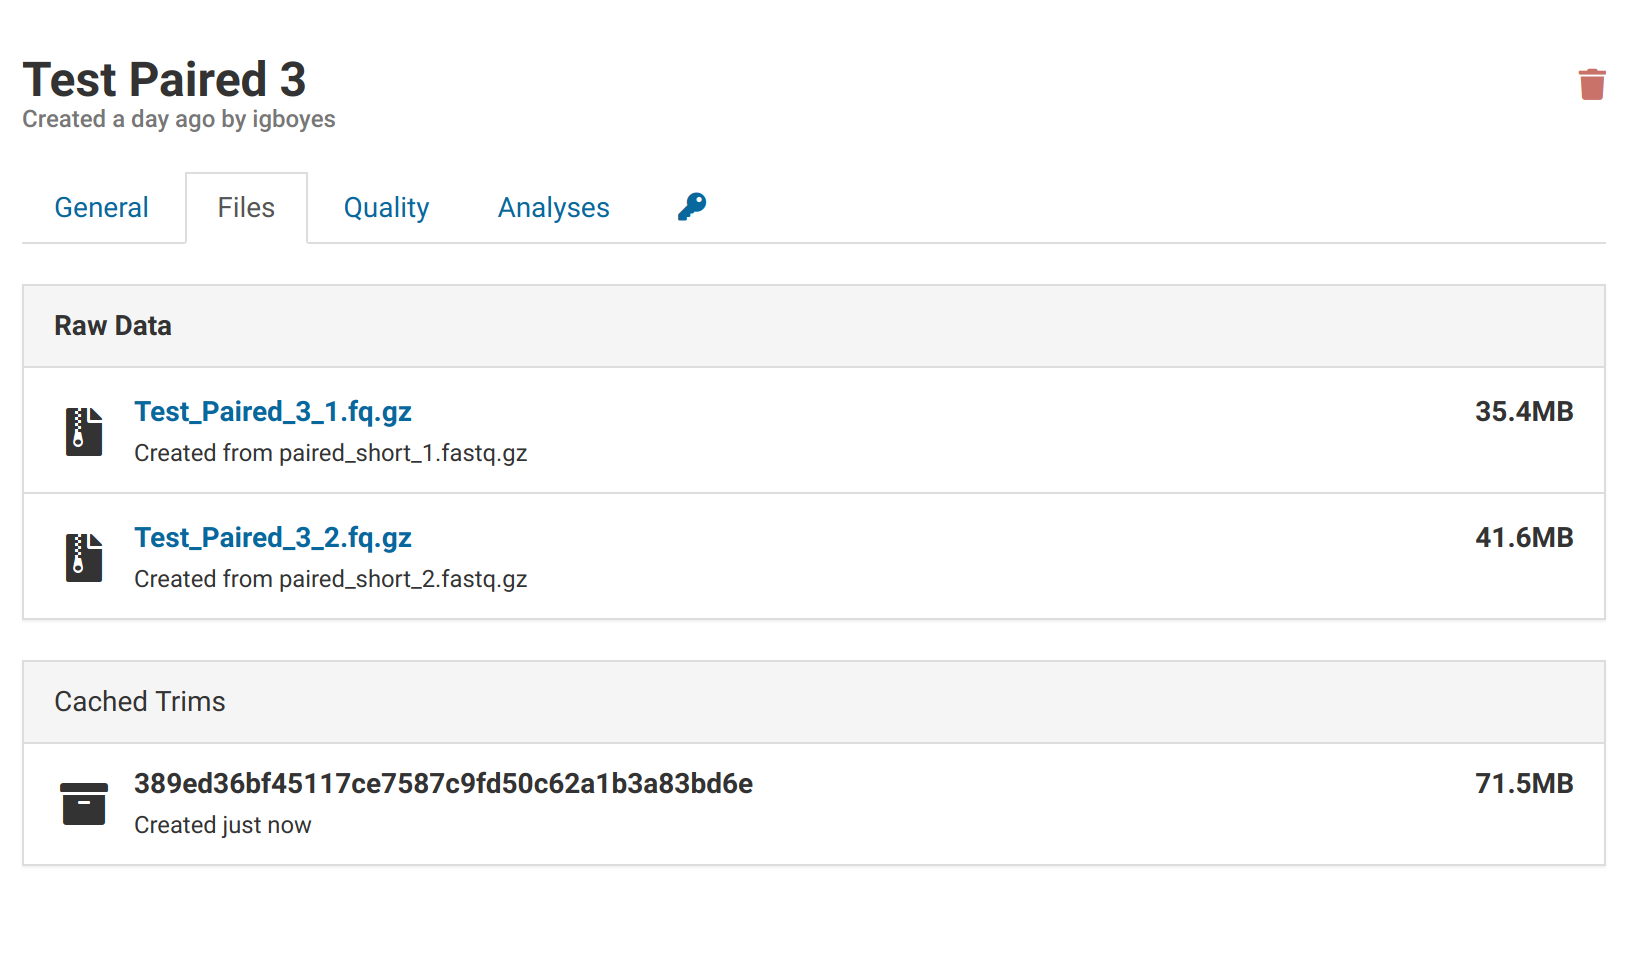 Test Paired 3
Created a day ago by igboyes
General Files Quality Analyses
Raw Data
Test_Paired_3_1.fq.gz 35.4MB
Created from paired_short_1.fastq.gz
Test_Paired_3_2.fq.gz 41.6MB
Created from paired_short_2.fastq.gz
Cached Trims
389ed36bf45117ce7587c9fd50c62a1b3a83bd6e 71.5MB
Created just now